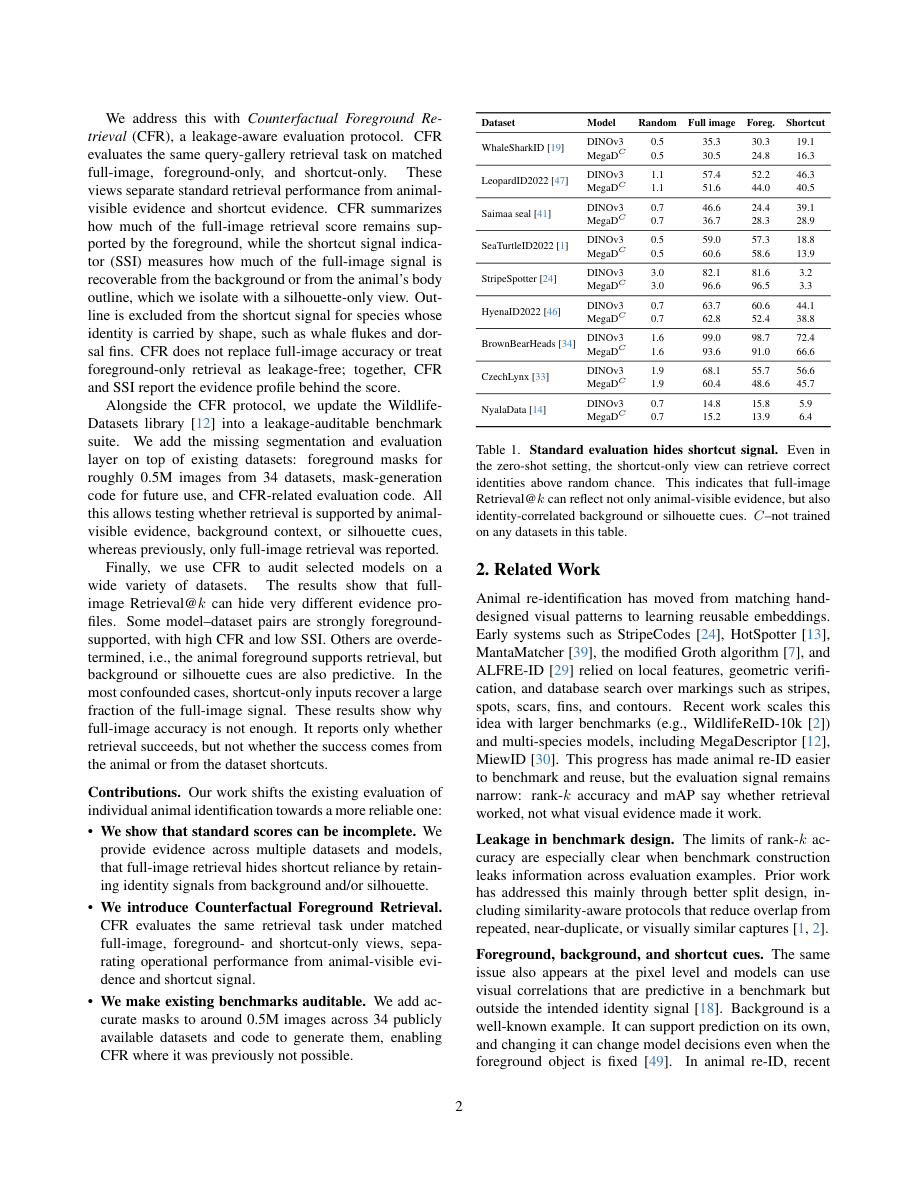 We address this with Counterfactual Foreground Re-
trieval (CFR), a leakage-aware evaluation protocol. CFR
evaluates the same query-gallery retrieval task on matched
full-image, foreground-only, and shortcut-only. These
views separate standard retrieval performance from animal-
visible evidence and shortcut evidence. CFR summarizes
how much of the full-image retrieval score remains sup-
ported by the foreground, while the shortcut signal indica-
tor (SSI) measures how much of the full-image signal is
recoverable from the background or from the animal's body
outline, which we isolate with a silhouette-only view. Out-
line is excluded from the shortcut signal for species whose
identity is carried by shape, such as whale flukes and dor-
sal fins. CFR does not replace full-image accuracy or treat
foreground-only retrieval as leakage-free; together, CFR
and SSI report the evidence profile behind the score.
Alongside the CFR protocol, we update the Wildlife-
Datasets library [12] into a leakage-auditable benchmark
suite. We add the missing segmentation and evaluation
layer on top of existing datasets: foreground masks for
roughly 0.5M images from 34 datasets, mask-generation
code for future use, and CFR-related evaluation code. All
this allows testing whether retrieval is supported by animal-
visible evidence, background context, or silhouette cues,
whereas previously, only full-image retrieval was reported.
Finally, we use CFR to audit selected models on a
wide variety of datasets. The results show that full-
image Retrieval@k can hide very different evidence pro-
files. Some model–dataset pairs are strongly foreground-
supported, with high CFR and low SSI. Others are overde-
termined, i.e., the animal foreground supports retrieval, but
background or silhouette cues are also predictive. In the
most confounded cases, shortcut-only inputs recover a large
fraction of the full-image signal. These results show why
full-image accuracy is not enough. It reports only whether
retrieval succeeds, but not whether the success comes from
the animal or from the dataset shortcuts.
Contributions. Our work shifts the existing evaluation of
individual animal identification towards a more reliable one:
• We show that standard scores can be incomplete. We
provide evidence across multiple datasets and models,
that full-image retrieval hides shortcut reliance by retain-
ing identity signals from background and/or silhouette.
• We introduce Counterfactual Foreground Retrieval.
CFR evaluates the same retrieval task under matched
full-image, foreground- and shortcut-only views, sepa-
rating operational performance from animal-visible evi-
dence and shortcut signal.
• We make existing benchmarks auditable. We add ac-
curate masks to around 0.5M images across 34 publicly
available datasets and code to generate them, enabling
CFR where it was previously not possible.
Dataset Model Random Full image Foreg. Shortcut
WhaleSharkID [19] DINOv3 0.5 35.3 30.3 19.1
MegaD^C 0.5 30.5 24.8 16.3
LeopardID2022 [47] DINOv3 1.1 57.4 52.2 46.3
MegaD^C 1.1 51.6 44.0 40.5
Saimaa seal [41] DINOv3 0.7 46.6 24.4 39.1
MegaD^C 0.7 36.7 28.3 28.9
SeaTurtleID2022 [1] DINOv3 0.5 59.0 57.3 18.8
MegaD^C 0.5 60.6 58.6 13.9
StripeSpotter [24] DINOv3 3.0 82.1 81.6 3.2
MegaD^C 3.0 96.6 96.5 3.3
HyenaID2022 [46] DINOv3 0.7 63.7 60.6 44.1
MegaD^C 0.7 62.8 52.4 38.8
BrownBearHeads [34] DINOv3 1.6 99.0 98.7 72.4
MegaD^C 1.6 93.6 91.0 66.6
CzechLynx [33] DINOv3 1.9 68.1 55.7 56.6
MegaD^C 1.9 60.4 48.6 45.7
NyalaData [14] DINOv3 0.7 14.8 15.8 5.9
MegaD^C 0.7 15.2 13.9 6.4
Table 1. Standard evaluation hides shortcut signal. Even in
the zero-shot setting, the shortcut-only view can retrieve correct
identities above random chance. This indicates that full-image
Retrieval@k can reflect not only animal-visible evidence, but also
identity-correlated background or silhouette cues. C–not trained
on any datasets in this table.
2. Related Work
Animal re-identification has moved from matching hand-
designed visual patterns to learning reusable embeddings.
Early systems such as StripeCodes [24], HotSpotter [13],
MantaMatcher [39], the modified Groth algorithm [7], and
ALFRE-ID [29] relied on local features, geometric verifi-
cation, and database search over markings such as stripes,
spots, scars, fins, and contours. Recent work scales this
idea with larger benchmarks (e.g., WildlifeReID-10k [2])
and multi-species models, including MegaDescriptor [12],
MiewID [30]. This progress has made animal re-ID easier
to benchmark and reuse, but the evaluation signal remains
narrow: rank-k accuracy and mAP say whether retrieval
worked, not what visual evidence made it work.
Leakage in benchmark design. The limits of rank-k ac-
curacy are especially clear when benchmark construction
leaks information across evaluation examples. Prior work
has addressed this mainly through better split design, in-
cluding similarity-aware protocols that reduce overlap from
repeated, near-duplicate, or visually similar captures [1, 2].
Foreground, background, and shortcut cues. The same
issue also appears at the pixel level and models can use
visual correlations that are predictive in a benchmark but
outside the intended identity signal [18]. Background is a
well-known example. It can support prediction on its own,
and changing it can change model decisions even when the
foreground object is fixed [49]. In animal re-ID, recent
2